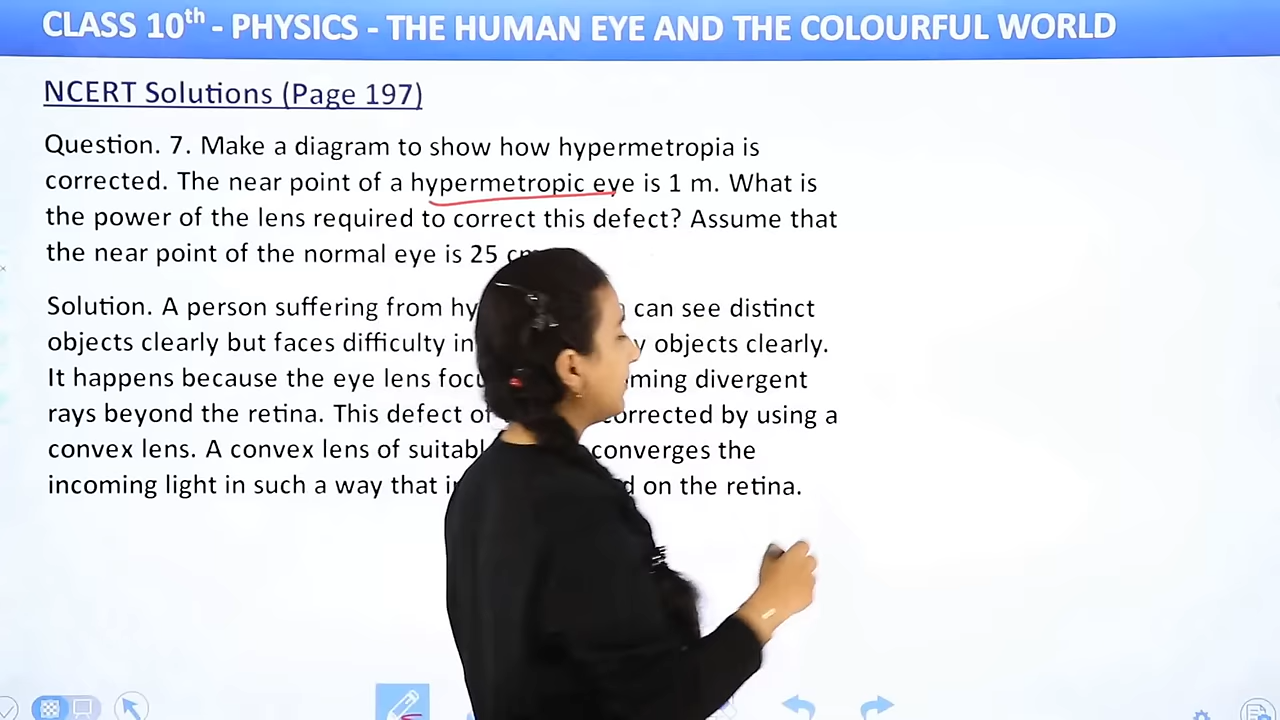 CLASS 10th - PHYSICS - THE HUMAN EYE AND THE COLOURFUL WORLD
NCERT Solutions (Page 197)
Question. 7. Make a diagram to show how hypermetropia is
corrected. The near point of a hypermetropic eye is 1 m. What is
the power of the lens required to correct this defect? Assume that
the near point of the normal eye is 25
Solution. A person suffering from can see distinct
objects clearly but faces difficulty in objects clearly.
It happens because the eye lens divergent
rays beyond the retina. This defect corrected by using a
convex lens. A convex lens of converges the
incoming light in such a way that on the retina.